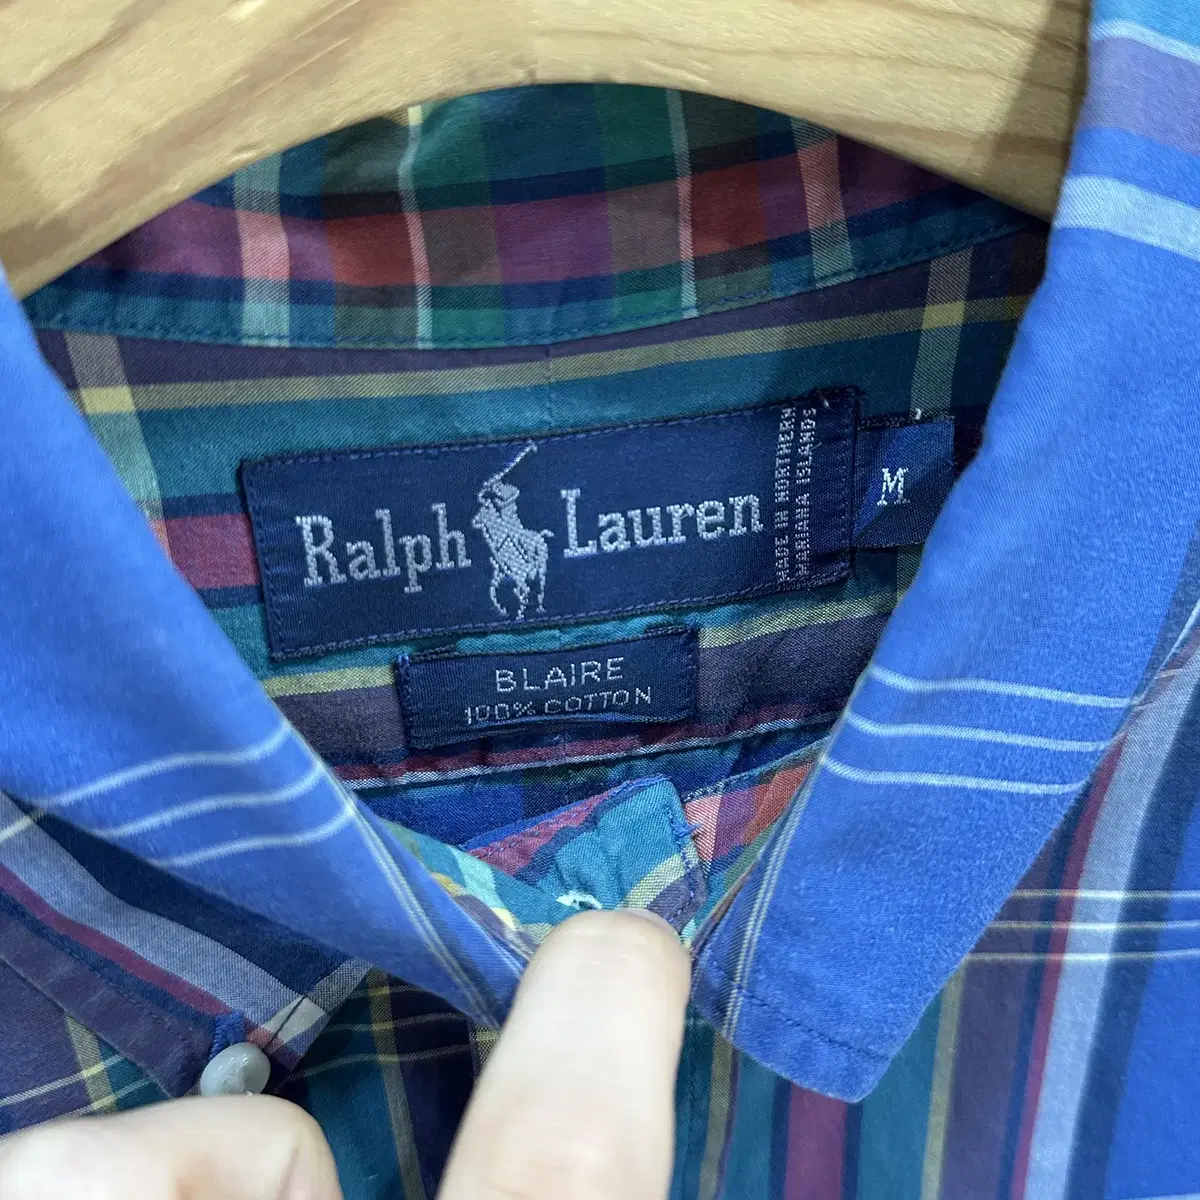 Ralph Lauren
MADE IN NORTHERN
MARIANA ISLANDS
M
BLAIRE
100% COTTON